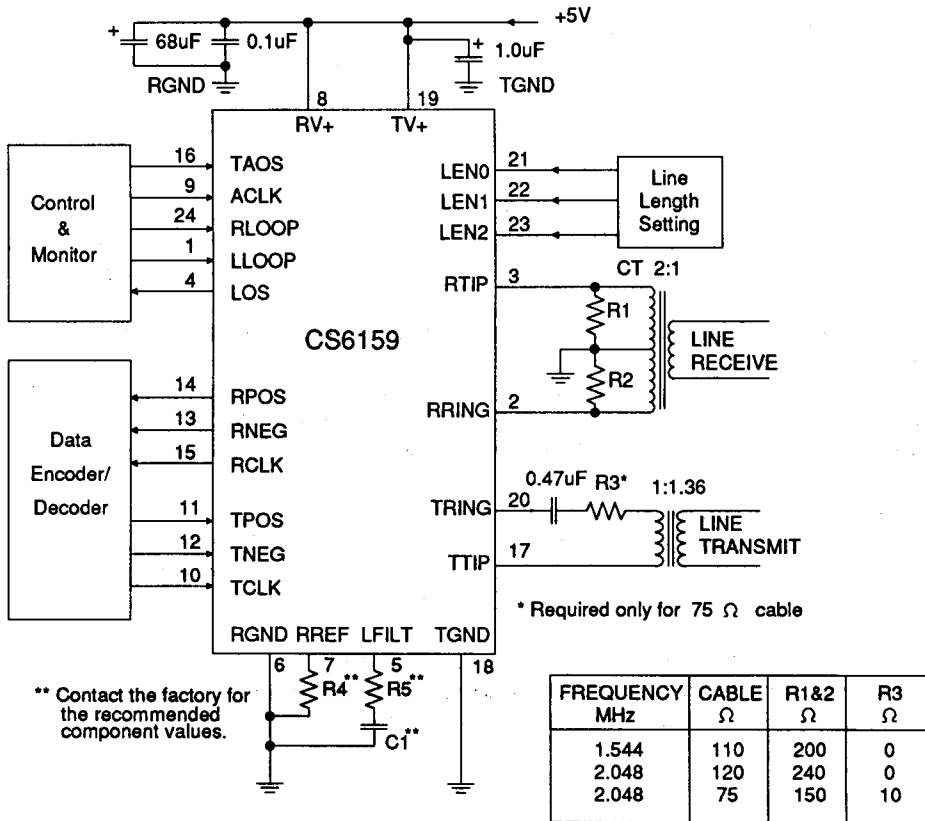 +5V
+ 68uF 0.1uF
+ 1.0uF
RGND TGND
8 19
RV+ TV+
Control
&
Monitor
16 TAOS
9 ACLK
24 RLOOP
1 LLOOP
4 LOS
CS6159
LEN0 21
LEN1 22
LEN2 23
Line
Length
Setting
CT 2:1
RTIP 3
R1
R2
RRING 2
LINE
RECEIVE
Data
Encoder/
Decoder
14 RPOS
13 RNEG
15 RCLK
11 TPOS
12 TNEG
10 TCLK
0.47uF R3* 1:1.36
TRING 20
TTIP 17
LINE
TRANSMIT
* Required only for 75 Ω cable
RGND RREF LFILT TGND
6 7 5 18
R4** R5**
C1**
** Contact the factory for
the recommended
component values.
FREQUENCY CABLE R1&2 R3
MHz Ω Ω Ω
1.544 110 200 0
2.048 120 240 0
2.048 75 150 10